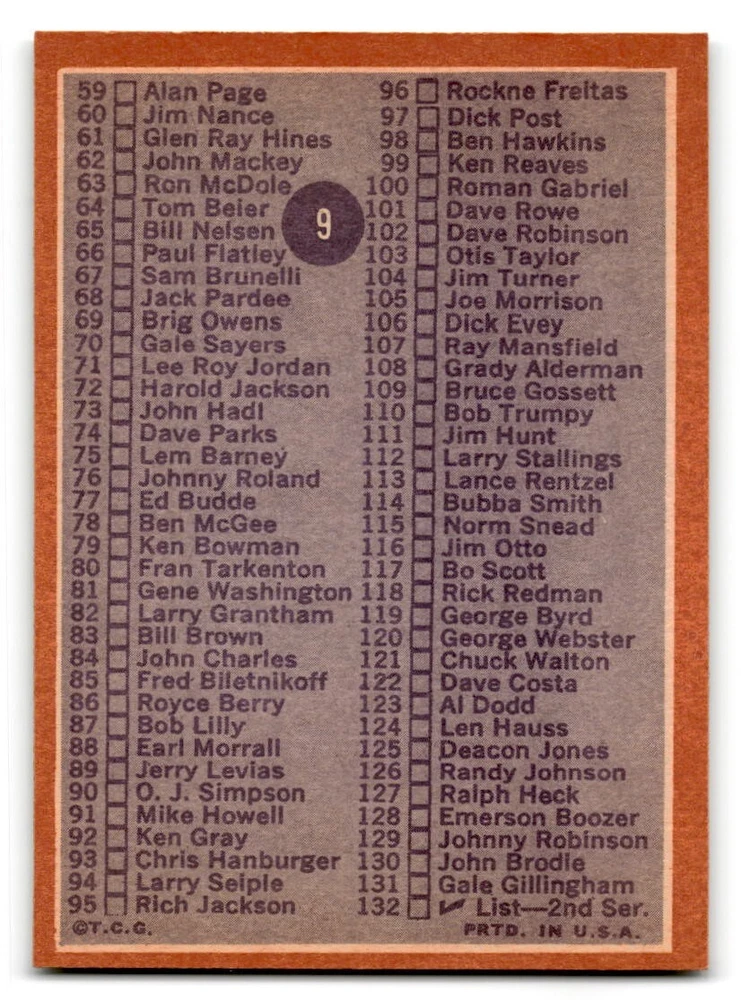 59 Alan Page
60 Jim Nance
61 Glen Ray Hines
62 John Mackey
63 Ron McDole
64 Tom Beier
65 Bill Nelsen
66 Paul Flatley
67 Sam Brunelli
68 Jack Pardee
69 Brig Owens
70 Gale Sayers
71 Lee Roy Jordan
72 Harold Jackson
73 John Hadl
74 Dave Parks
75 Lem Barney
76 Johnny Roland
77 Ed Budde
78 Ben McGee
79 Ken Bowman
80 Fran Tarkenton
81 Gene Washington
82 Larry Grantham
83 Bill Brown
84 John Charles
85 Fred Biletnikoff
86 Royce Berry
87 Bob Lilly
88 Earl Morrall
89 Jerry Levias
90 O. J. Simpson
91 Mike Howell
92 Ken Gray
93 Chris Hanburger
94 Larry Seiple
95 Rich Jackson
©T.C.G.
9
96 Rockne Freitas
97 Dick Post
98 Ben Hawkins
99 Ken Reaves
100 Roman Gabriel
101 Dave Rowe
102 Dave Robinson
103 Otis Taylor
104 Jim Turner
105 Joe Morrison
106 Dick Evey
107 Ray Mansfield
108 Grady Alderman
109 Bruce Gossett
110 Bob Trumpy
111 Jim Hunt
112 Larry Stallings
113 Lance Rentzel
114 Bubba Smith
115 Norm Snead
116 Jim Otto
117 Bo Scott
118 Rick Redman
119 George Byrd
120 George Webster
121 Chuck Walton
122 Dave Costa
123 Al Dodd
124 Len Hauss
125 Deacon Jones
126 Randy Johnson
127 Ralph Heck
128 Emerson Boozer
129 Johnny Robinson
130 John Brodie
131 Gale Gillingham
132 ✔ List—2nd Ser.
PRTD. IN U.S.A.